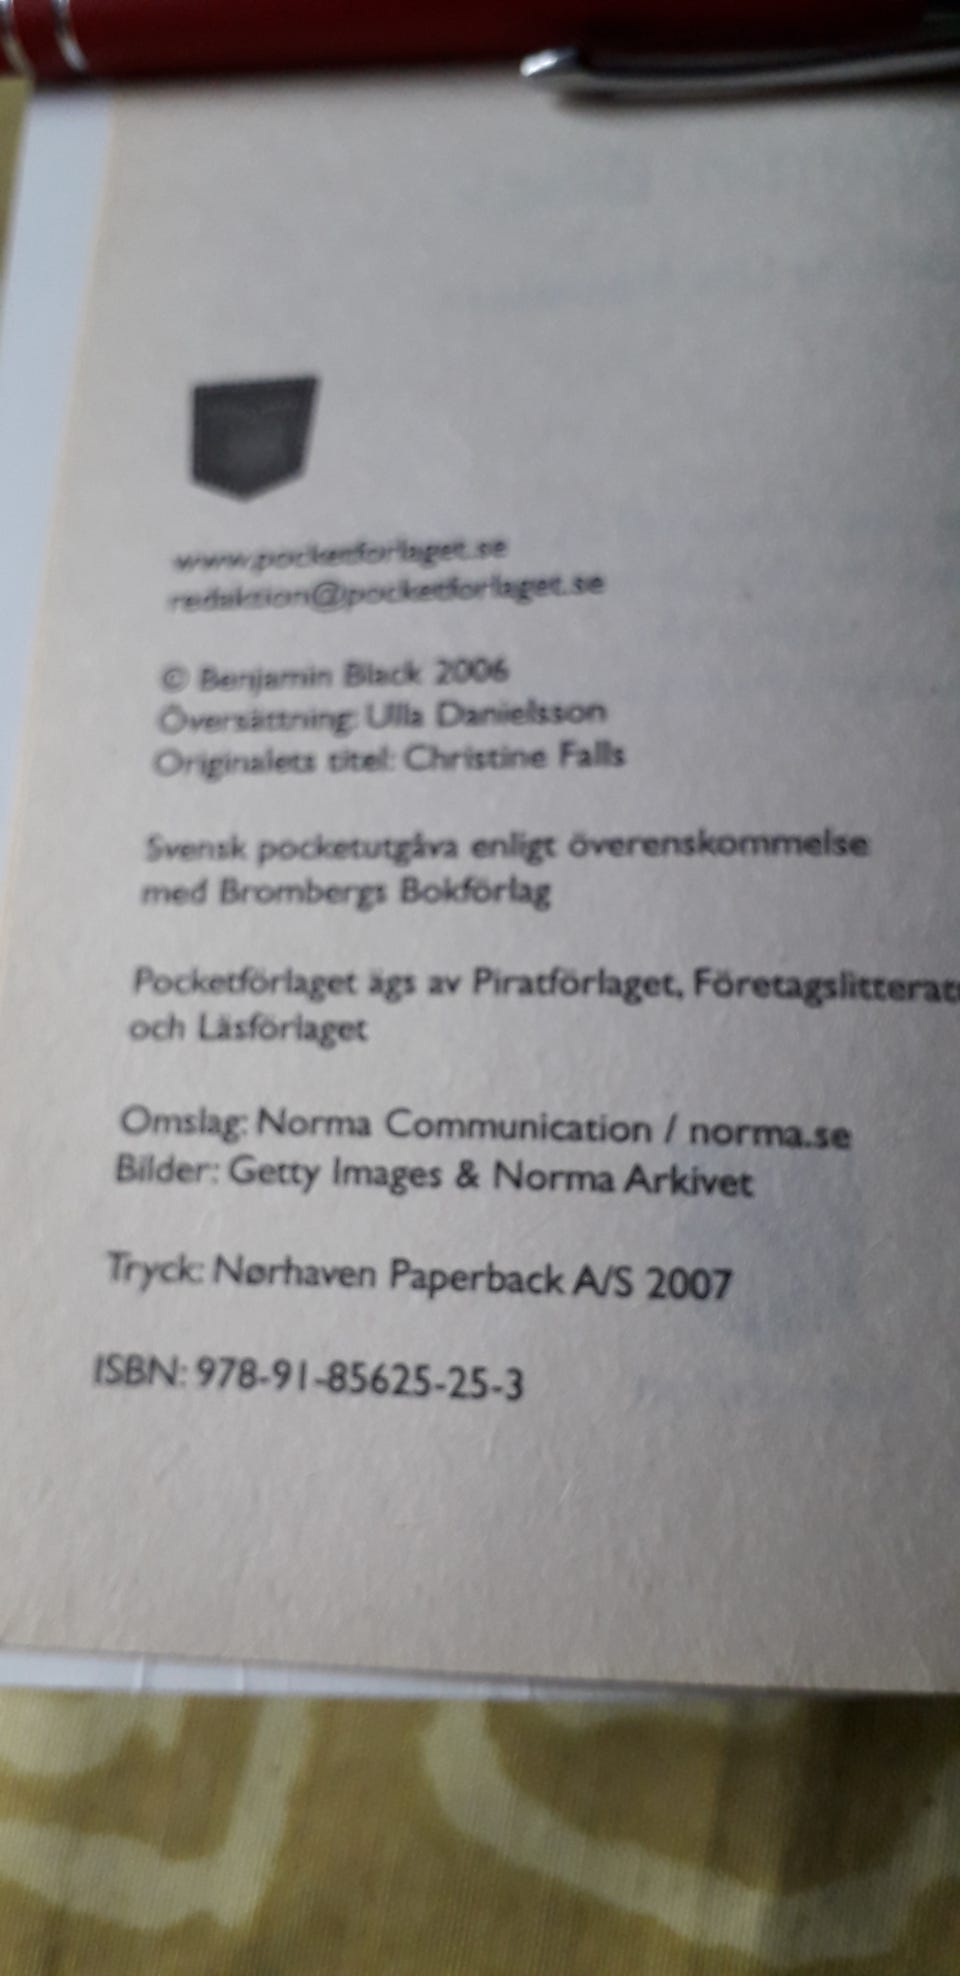 www.pocketforlaget.se
redaktion@pocketforlaget.se
© Benjamin Black 2006
Översättning: Ulla Danielsson
Originalets titel: Christine Falls
Svensk pocketutgåva enligt överenskommelse
med Brombergs Bokförlag
Pocketförlaget ägs av Piratförlaget, Företagslitterat
och Läsförlaget
Omslag: Norma Communication / norma.se
Bilder: Getty Images & Norma Arkivet
Tryck: Nørhaven Paperback A/S 2007
ISBN: 978-91-85625-25-3